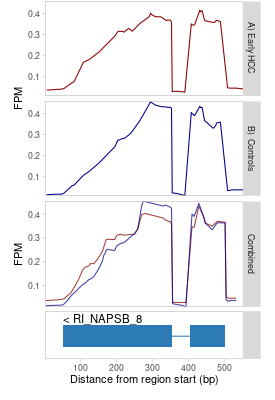 0.4
0.3
0.2
0.1
FPM
A) Early HCC
0.4
0.3
0.2
0.1
FPM
B) Controls
0.4
0.3
0.2
0.1
FPM
Combined
< RI_NAPSB_8
100 200 300 400 500
Distance from region start (bp)